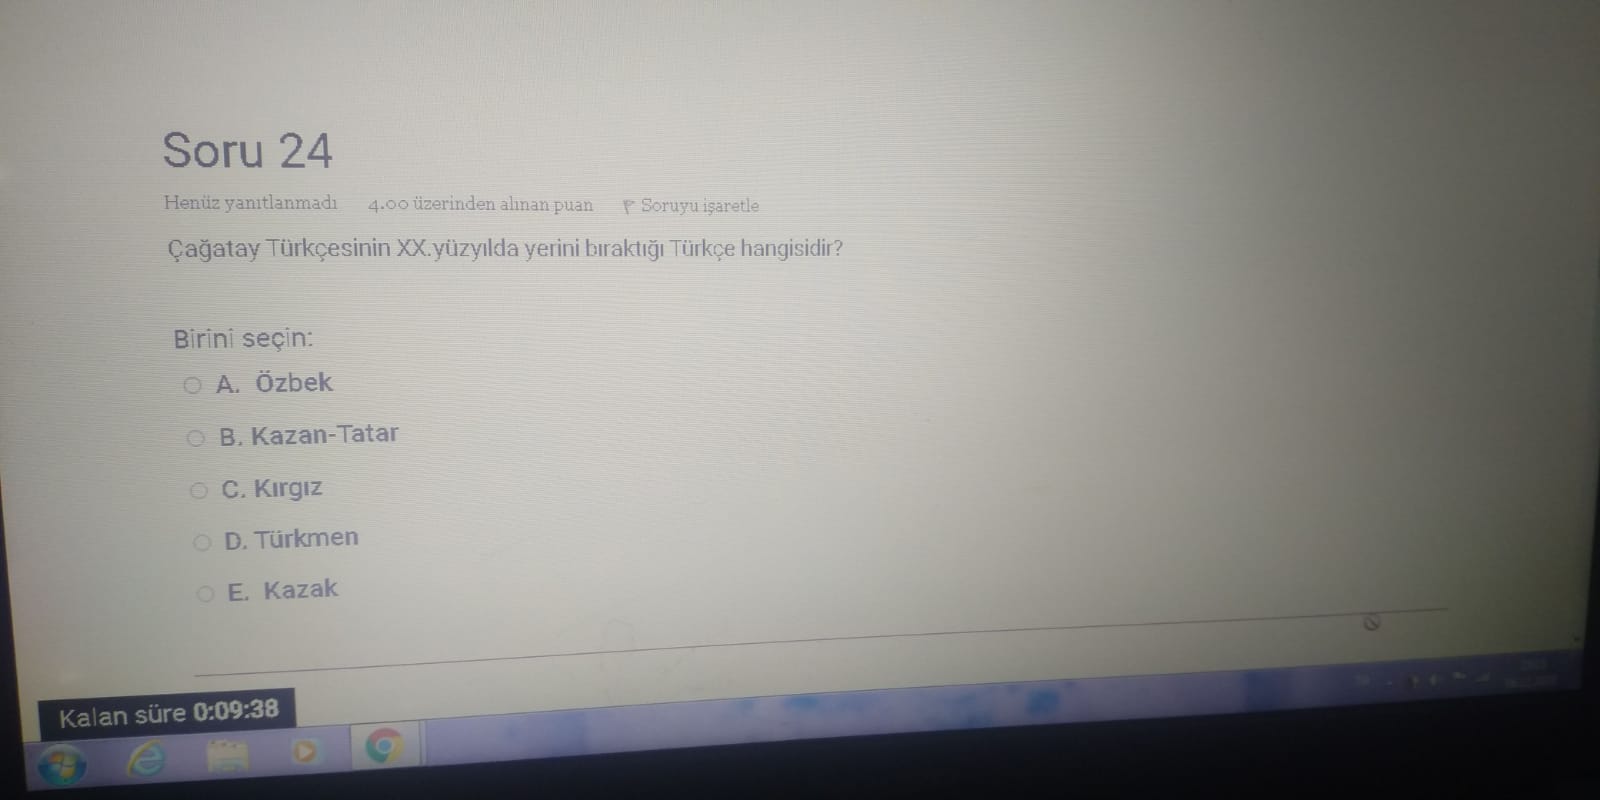 Soru 24
Henüz yanıtlanmadı 4.00 üzerinden alınan puan Soruyu işaretle
Çağatay Türkçesinin XX.yüzyılda yerini bıraktığı Türkçe hangisidir?
Birini seçin:
A. Özbek
B. Kazan-Tatar
C. Kırgız
D. Türkmen
E. Kazak
Kalan süre 0:09:38